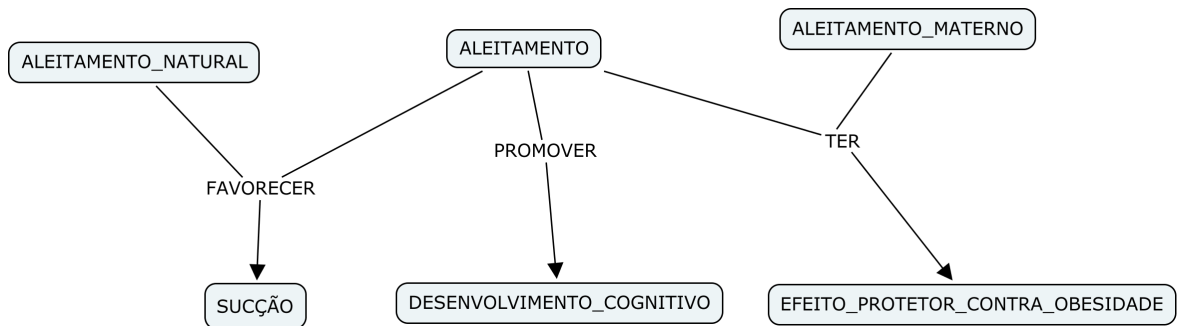 ALEITAMENTO_NATURAL
ALEITAMENTO
ALEITAMENTO_MATERNO
FAVORECER
PROMOVER
TER
SUCÇÃO
DESENVOLVIMENTO_COGNITIVO
EFEITO_PROTETOR_CONTRA_OBESIDADE